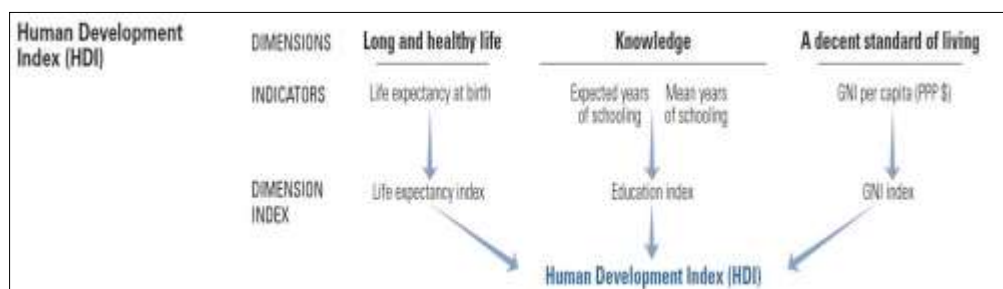 Human Development
Index (HDI)
DIMENSIONS Long and healthy life Knowledge A decent standard of living
INDICATORS Life expectancy at birth Expected years of schooling Mean years of schooling GNI per capita (PPP $)
DIMENSION
INDEX
Life expectancy index Education index GNI index
Human Development Index (HDI)